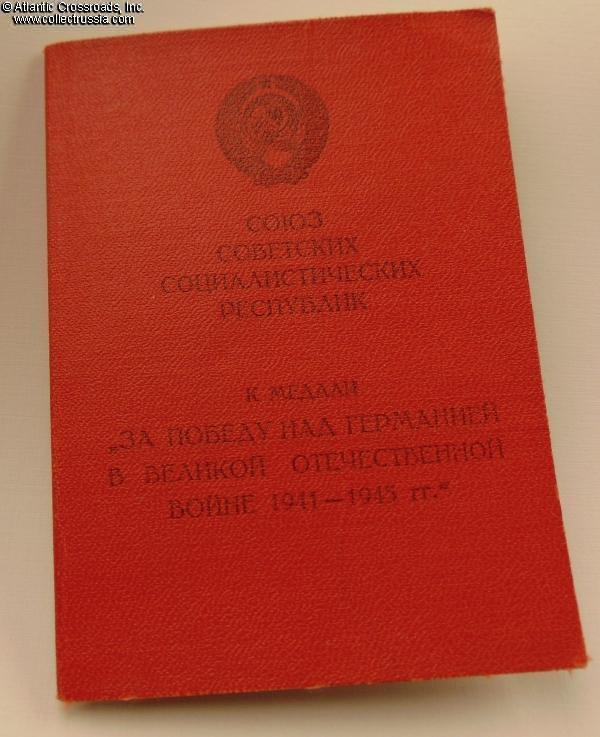 © Atlantic Crossroads, Inc.
www.collectrussia.com
СОЮЗ
СОВЕТСКИХ
СОЦИАЛИСТИЧЕСКИХ
РЕСПУБЛИК
К МЕДАЛИ
„ЗА ПОБЕДУ НАД ГЕРМАНИЕЙ
В ВЕЛИКОЙ ОТЕЧЕСТВЕННОЙ
ВОЙНЕ 1941—1945 гг.“